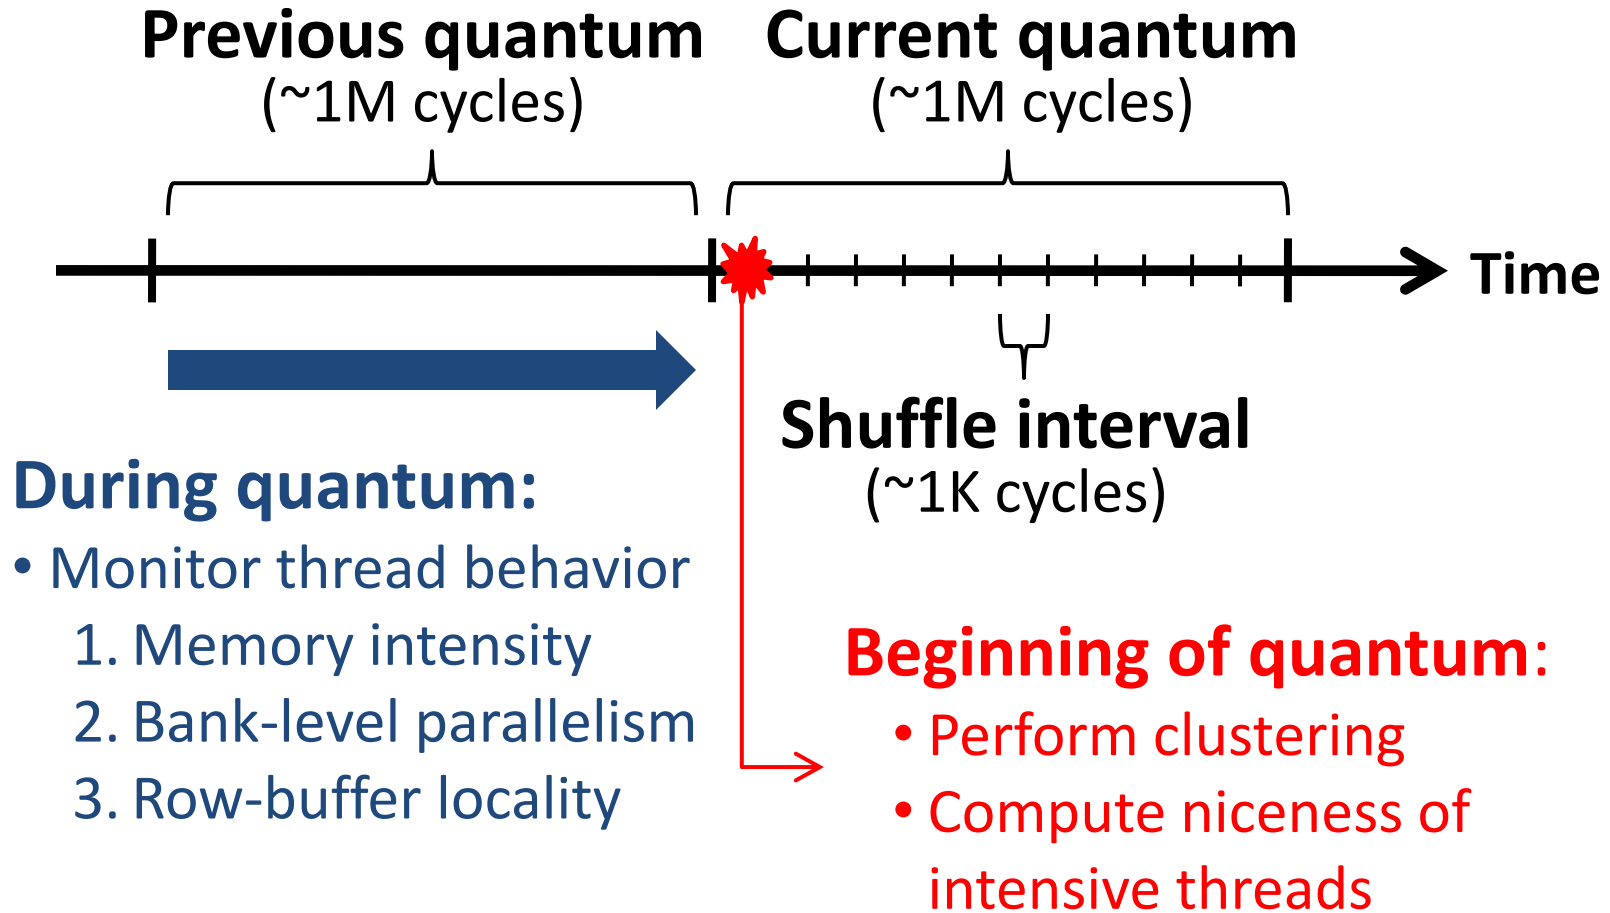 Previous quantum
(~1M cycles)
Current quantum
(~1M cycles)
Time
Shuffle interval
(~1K cycles)
During quantum:
• Monitor thread behavior
1. Memory intensity
2. Bank-level parallelism
3. Row-buffer locality
Beginning of quantum:
• Perform clustering
• Compute niceness of
intensive threads